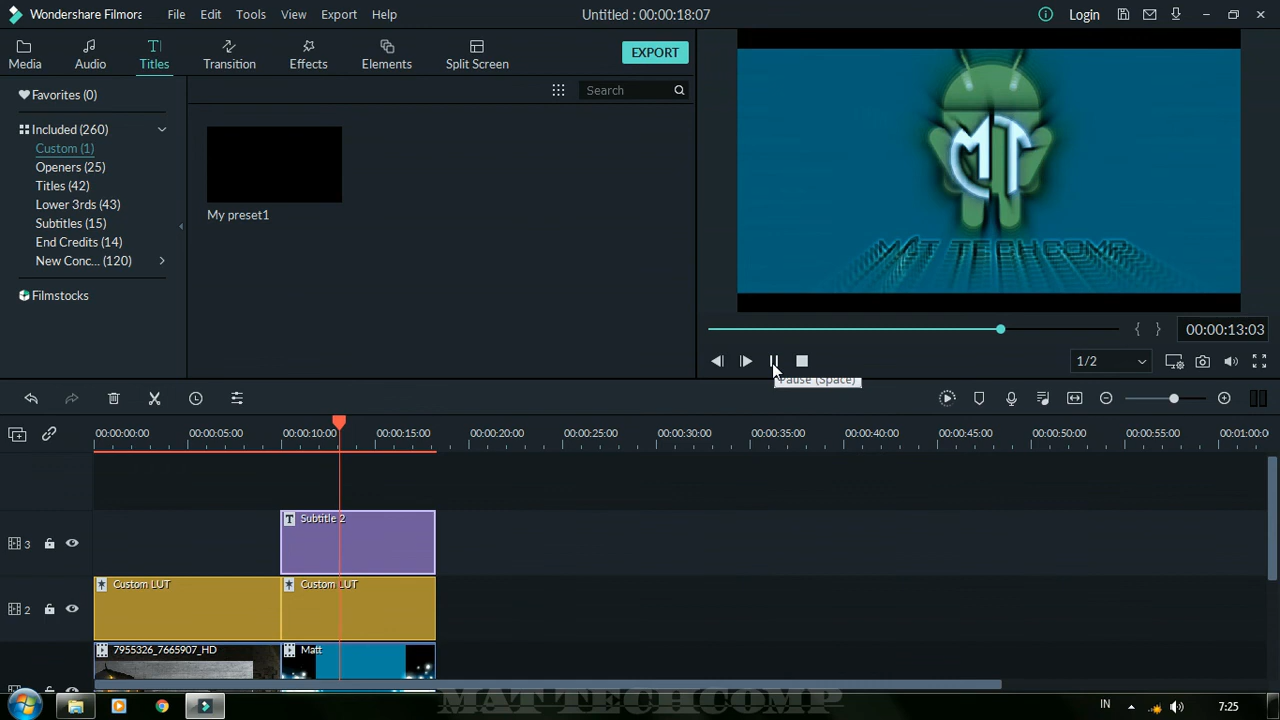 Wondershare Filmora
File
Edit
Tools
View
Export
Help
Untitled : 00:00:18:07
Login
Media
Audio
Titles
Transition
Effects
Elements
Split Screen
EXPORT
Favorites (0)
Search
Included (260)
Custom (1)
Openers (25)
Titles (42)
Lower 3rds (43)
Subtitles (15)
End Credits (14)
New Conc... (120)
Filmstocks
My preset1
MT
MAT TECHCOMP
00:00:13:03
1/2
Pause (Space)
00:00:00:00
00:00:05:00
00:00:10:00
00:00:15:00
00:00:20:00
00:00:25:00
00:00:30:00
00:00:35:00
00:00:40:00
00:00:45:00
00:00:50:00
00:00:55:00
00:01:00:0
3
T Subtitle 2
2
Custom LUT
Custom LUT
7955326_7665907_HD
Matt
MAT TECHCOMP
IN
7:25